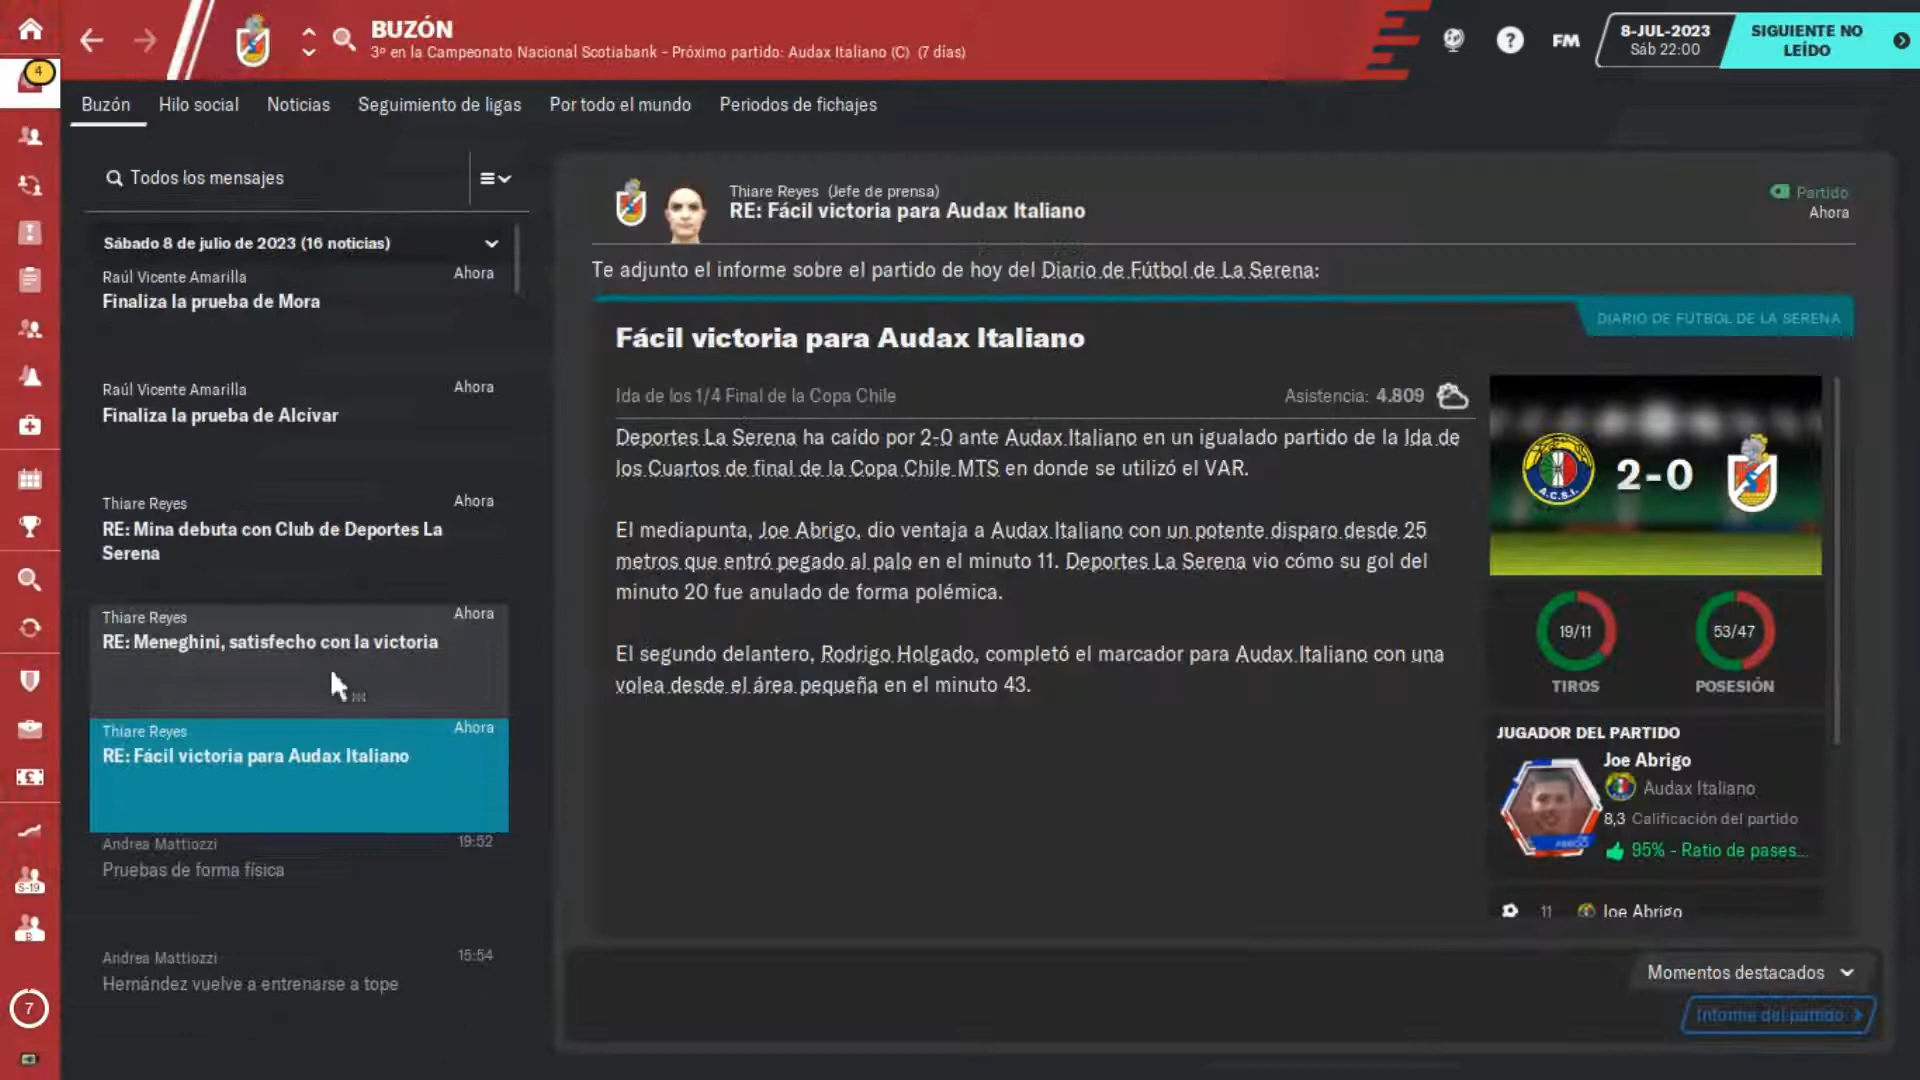 BUZÓN
3º en la Campeonato Nacional Scotiabank - Próximo partido: Audax Italiano (C) (7 días)
FM
8-JUL-2023
Sáb 22:00
SIGUIENTE NO LEÍDO
4
Buzón
Hilo social
Noticias
Seguimiento de ligas
Por todo el mundo
Periodos de fichajes
Todos los mensajes
Sábado 8 de julio de 2023 (16 noticias)
Raúl Vicente Amarilla
Ahora
Finaliza la prueba de Mora
Raúl Vicente Amarilla
Ahora
Finaliza la prueba de Alcívar
Thiare Reyes
Ahora
RE: Mina debuta con Club de Deportes La
Serena
Thiare Reyes
Ahora
RE: Meneghini, satisfecho con la victoria
Thiare Reyes
Ahora
RE: Fácil victoria para Audax Italiano
Andrea Mattiozzi
19:52
Pruebas de forma física
Andrea Mattiozzi
15:54
Hernández vuelve a entrenarse a tope
S-19
B
7
Thiare Reyes (Jefe de prensa)
RE: Fácil victoria para Audax Italiano
Partido
Ahora
Te adjunto el informe sobre el partido de hoy del Diario de Fútbol de La Serena:
DIARIO DE FÚTBOL DE LA SERENA
Fácil victoria para Audax Italiano
Ida de los 1/4 Final de la Copa Chile
Asistencia: 4.809
Deportes La Serena ha caído por 2-0 ante Audax Italiano en un igualado partido de la Ida de
los Cuartos de final de la Copa Chile MTS en donde se utilizó el VAR.
El mediapunta, Joe Abrigo, dio ventaja a Audax Italiano con un potente disparo desde 25
metros que entró pegado al palo en el minuto 11. Deportes La Serena vio cómo su gol del
minuto 20 fue anulado de forma polémica.
El segundo delantero, Rodrigo Holgado, completó el marcador para Audax Italiano con una
volea desde el área pequeña en el minuto 43.
A.C.S.I.
2-0
19/11
TIROS
53/47
POSESIÓN
JUGADOR DEL PARTIDO
Joe Abrigo
Audax Italiano
8,3 Calificación del partido
95% - Ratio de pases...
11 Joe Abrigo
Momentos destacados
Informe del partido